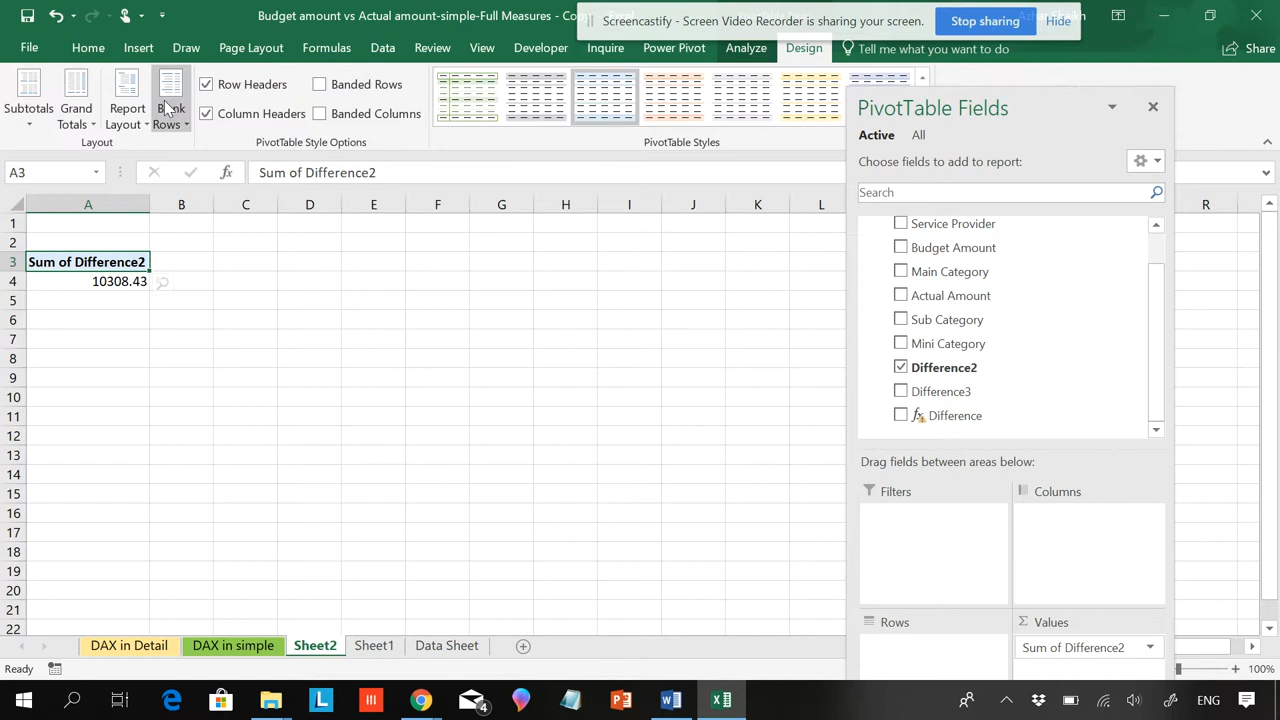 Budget amount vs Actual amount-simple-Full Measures - Cop
Screencastify - Screen Video Recorder is sharing your screen.
Stop sharing
Hide
File
Home
Insert
Draw
Page Layout
Formulas
Data
Review
View
Developer
Inquire
Power Pivot
Analyze
Design
Tell me what you want to do
Share
Subtotals
Grand Totals
Report Layout
Blank Rows
Row Headers
Banded Rows
Column Headers
Banded Columns
Layout
PivotTable Style Options
PivotTable Styles
A3
fx
Sum of Difference2
A B C D E F G H I J K L R
1
2
3 Sum of Difference2
4 10308.43
5
6
7
8
9
10
11
12
13
14
15
16
17
18
19
20
21
22
PivotTable Fields
Active All
Choose fields to add to report:
Search
Service Provider
Budget Amount
Main Category
Actual Amount
Sub Category
Mini Category
Difference2
Difference3
fx Difference
Drag fields between areas below:
Filters
Columns
Rows
Σ Values
Sum of Difference2
DAX in Detail
DAX in simple
Sheet2
Sheet1
Data Sheet
Ready
100%
4
ENG